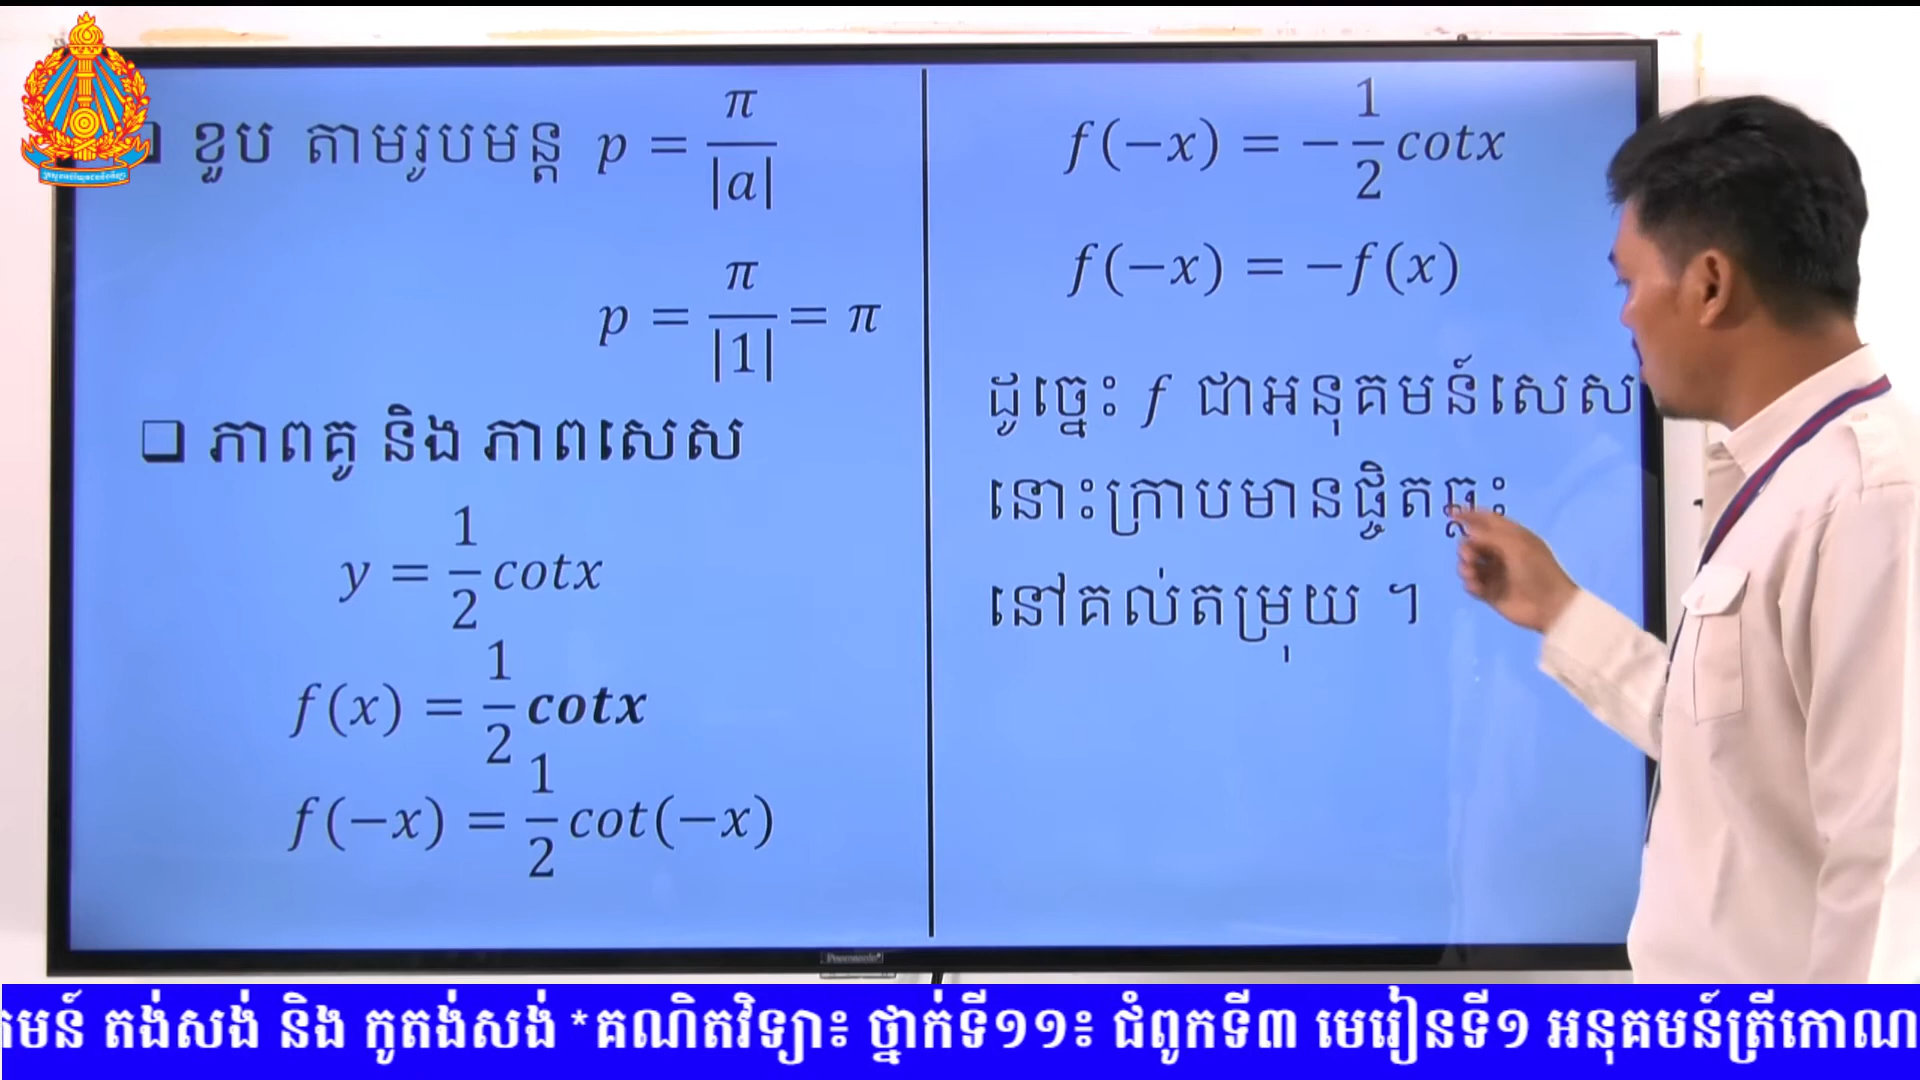 ខួប តាមរូបមន្ត p = π/|a|
p = π/|1| = π
❑ ភាពគូ និង ភាពសេស
y = 1/2 cotx
f(x) = 1/2 cotx
f(−x) = 1/2 cot(−x)
f(−x) = −1/2 cotx
f(−x) = −f(x)
ដូច្នេះ f ជាអនុគមន៍សេស
នោះក្រាបមានផ្ចិតឆ្លុះ
នៅគល់តម្រុយ ។
តង់សង់ និង កូតង់សង់ *គណិតវិទ្យា៖ ថ្នាក់ទី១១៖ ជំពូកទី៣ មេរៀនទី១ អនុគមន៍ត្រីកោណ